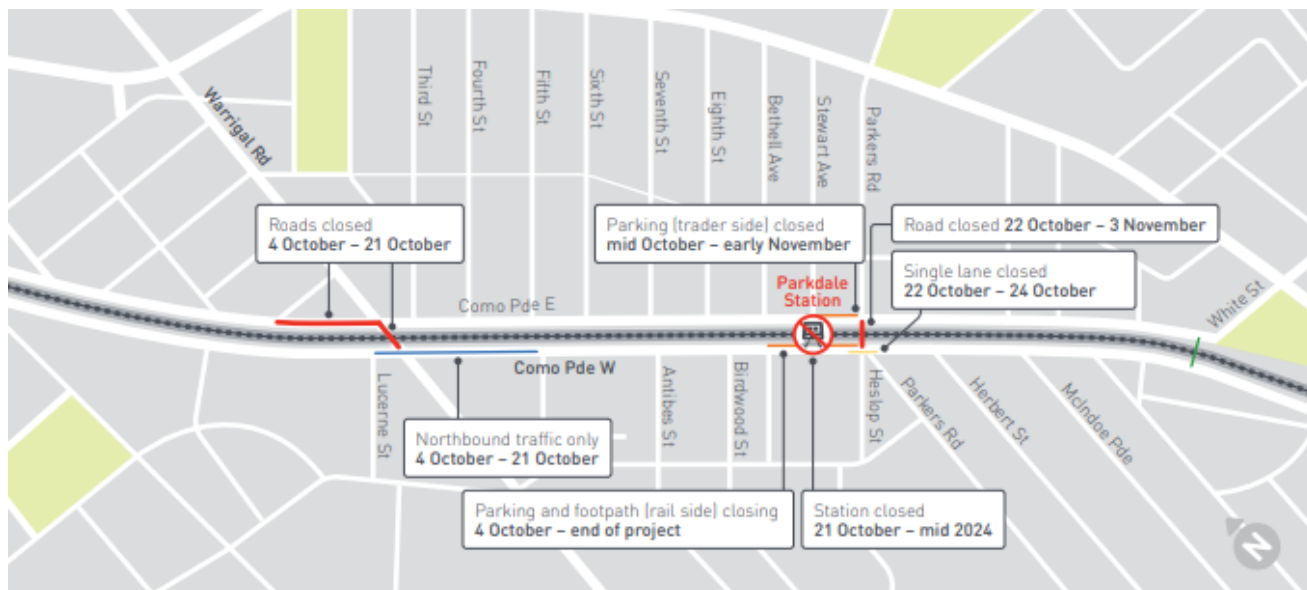 Warrigal Rd
Third St
Fourth St
Fifth St
Sixth St
Seventh St
Eighth St
Bethell Ave
Stewart Ave
Parkers Rd
Roads closed
4 October – 21 October
Parking (trader side) closed
mid October – early November
Road closed 22 October – 3 November
Single lane closed
22 October – 24 October
Parkdale
Station
Como Pde E
White St
Como Pde W
Lucerne St
Antibes St
Birdwood St
Heslop St
Parkers Rd
Herbert St
McIndoe Pde
Northbound traffic only
4 October – 21 October
Parking and footpath (rail side) closing
4 October – end of project
Station closed
21 October – mid 2024
N